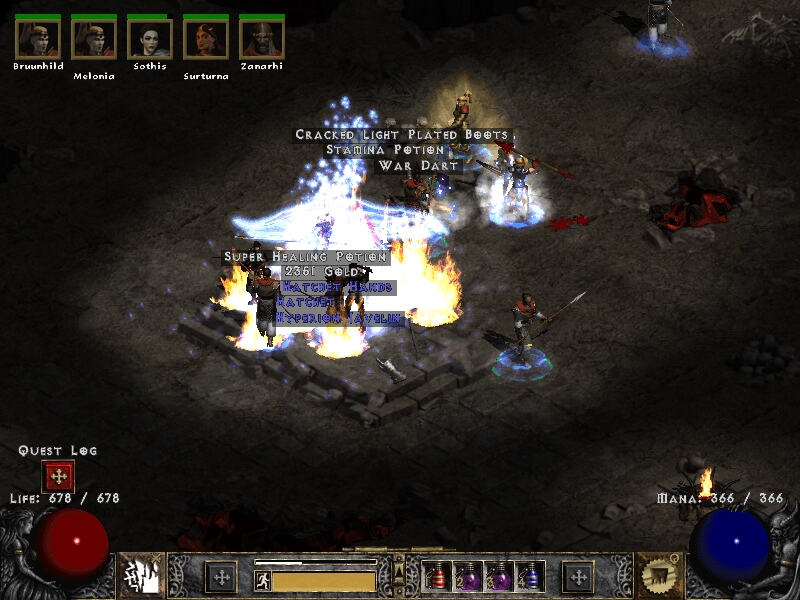 Bruunhild
Melonia
Sothis
Surturna
Zanarhi
Cracked Light Plated Boots
Stamina Potion
War Dart
Super Healing Potion
2361 Gold
Hatchet Hands
Hatchet
Hyperion Javelin
Quest Log
Life: 678 / 678
Mana: 366 / 366